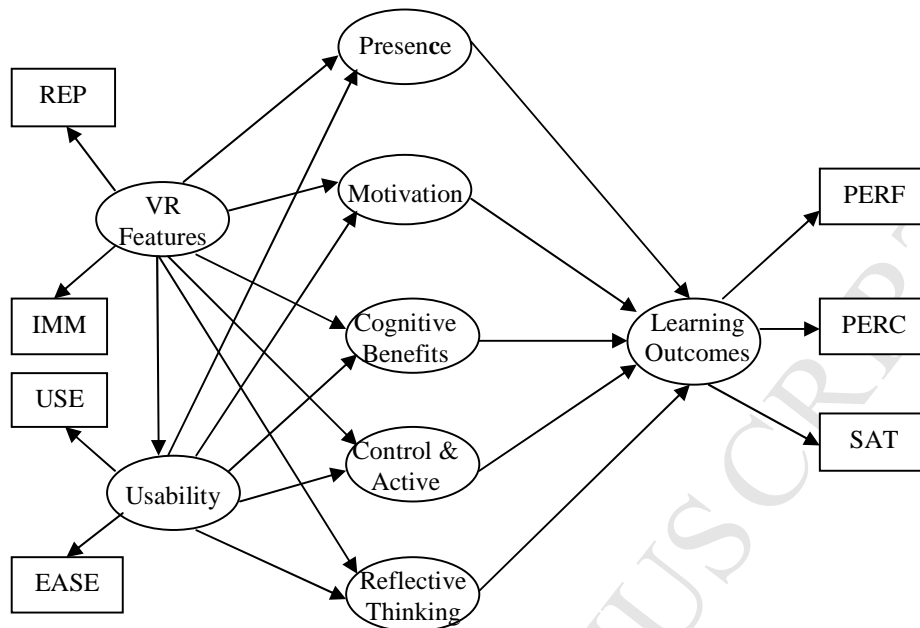 Presence
REP
VR
Features
Motivation
PERF
IMM
Cognitive
Benefits
Learning
Outcomes
PERC
USE
Control &
Active
SAT
Usability
EASE
Reflective
Thinking
USCRIPT